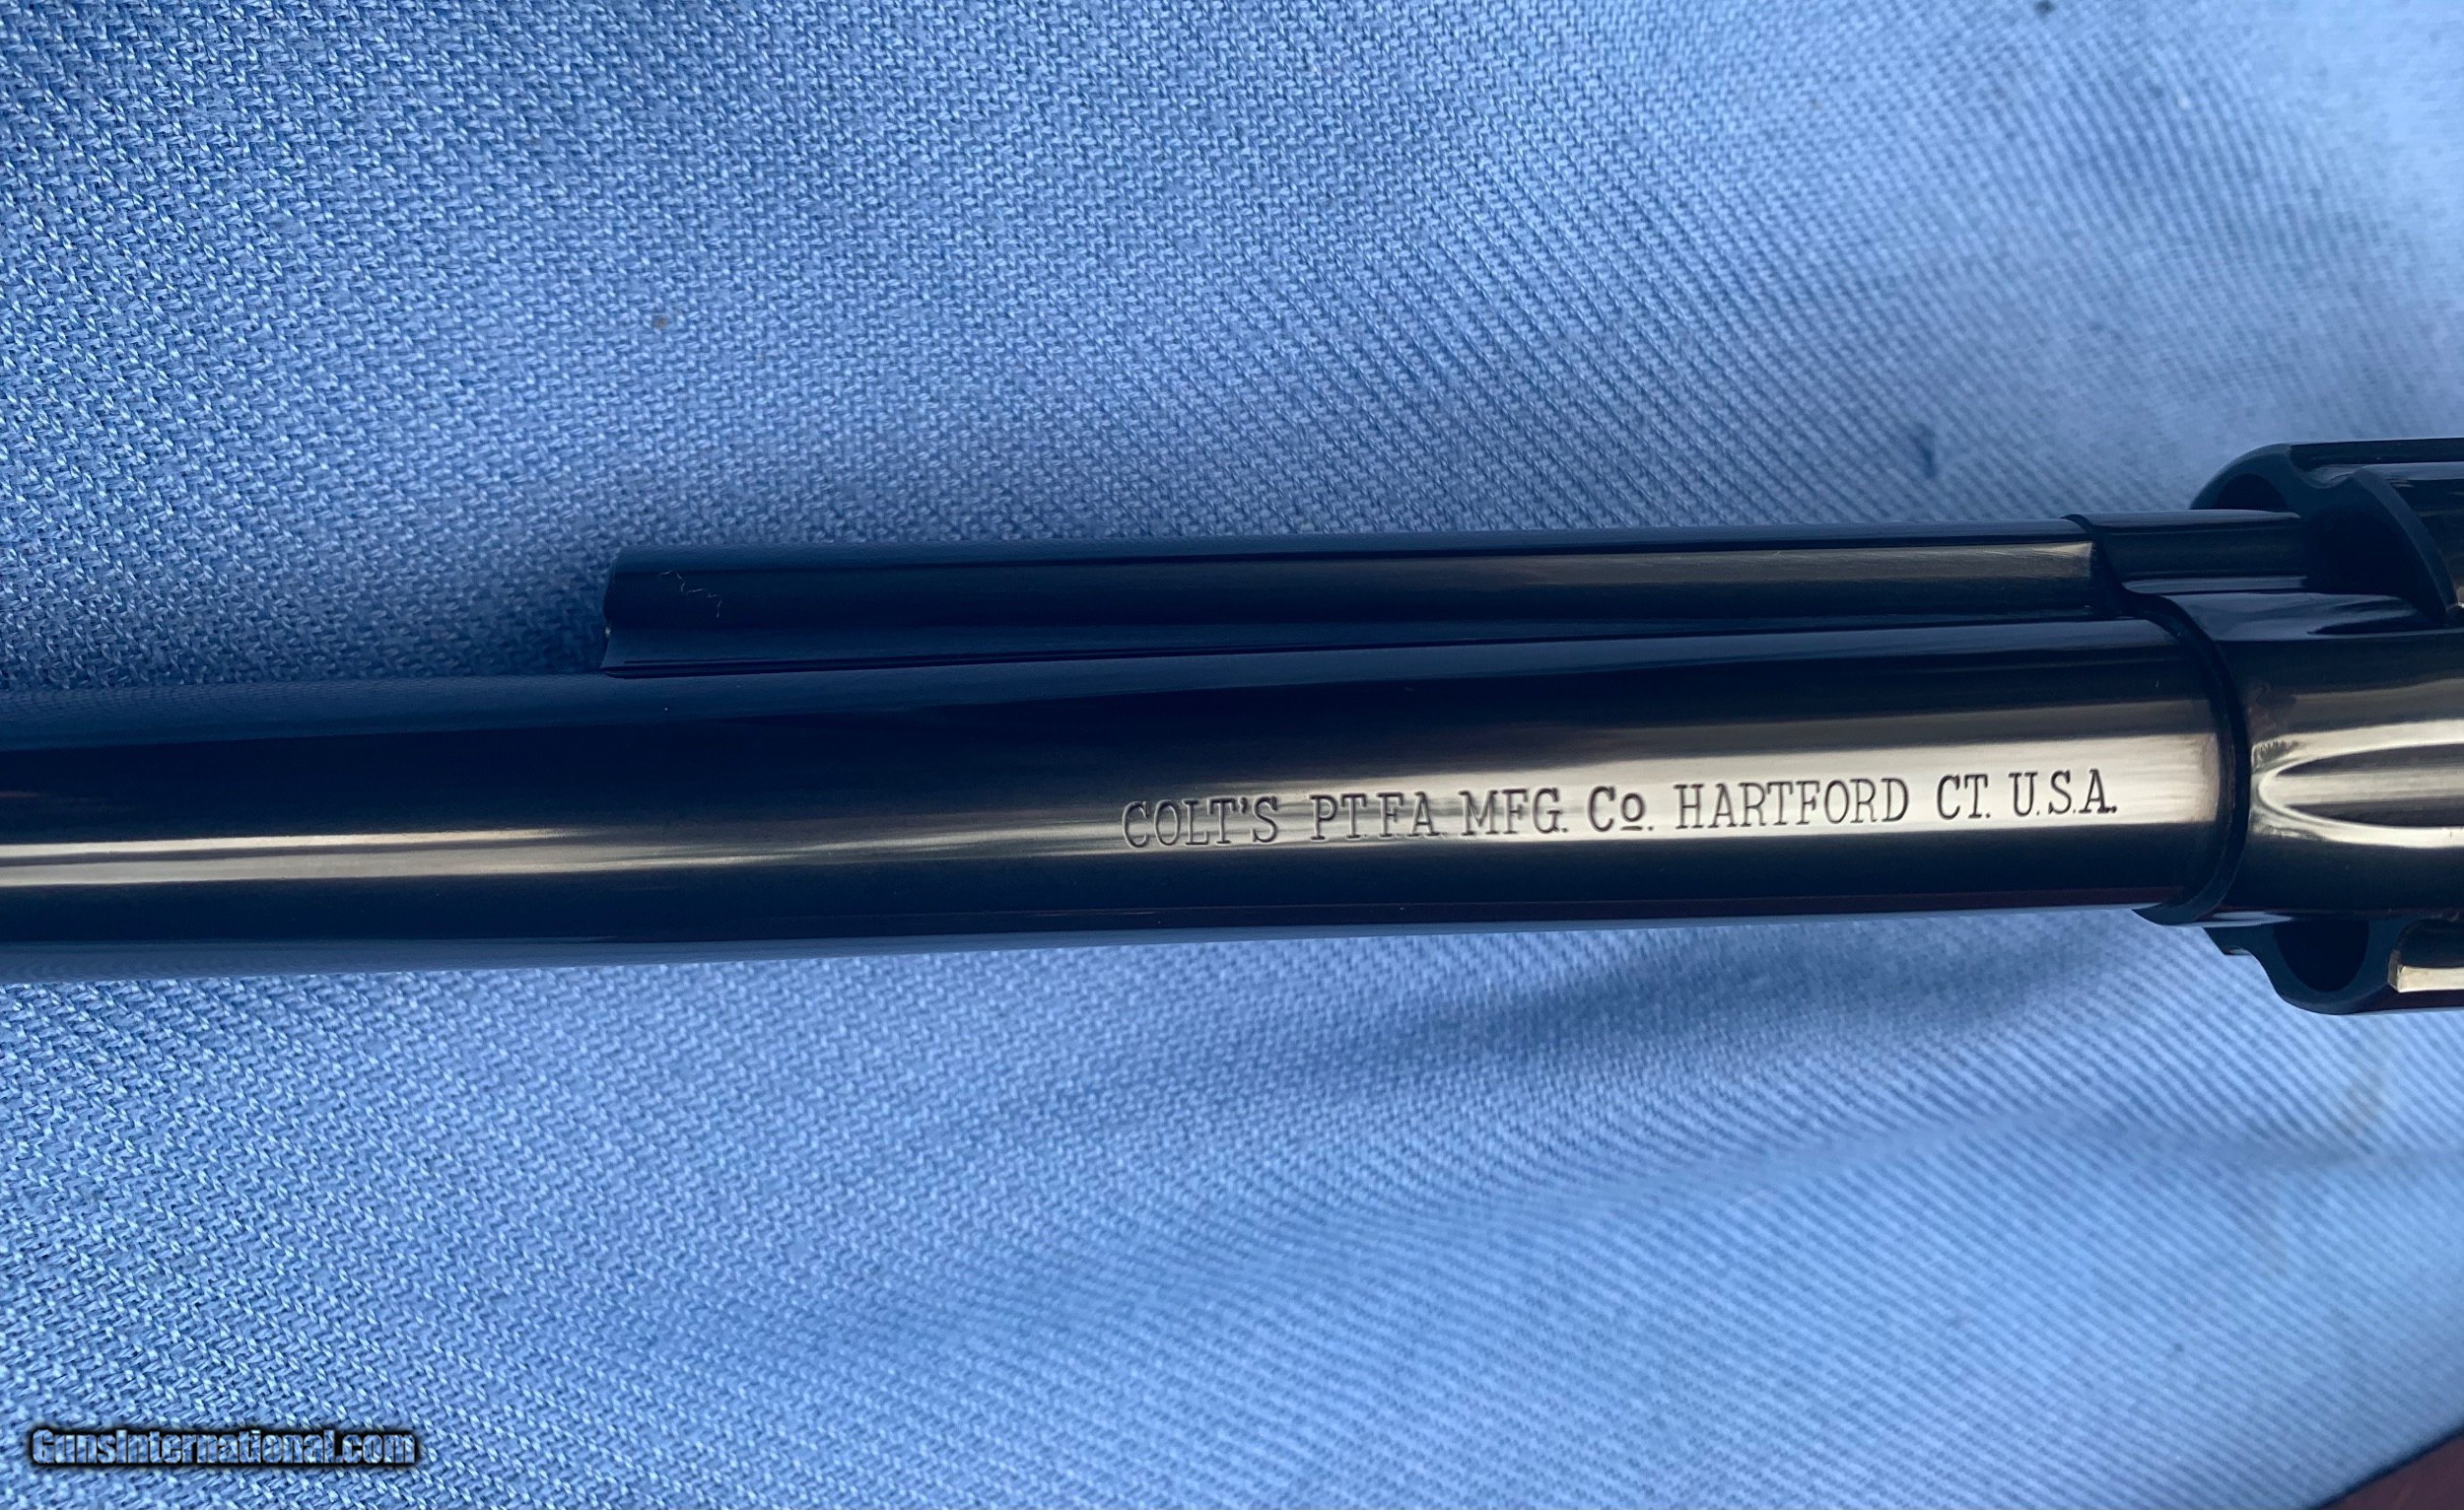 COLT'S PT.F.A. MFG. Co. HARTFORD CT. U.S.A.
GunsInternational.com